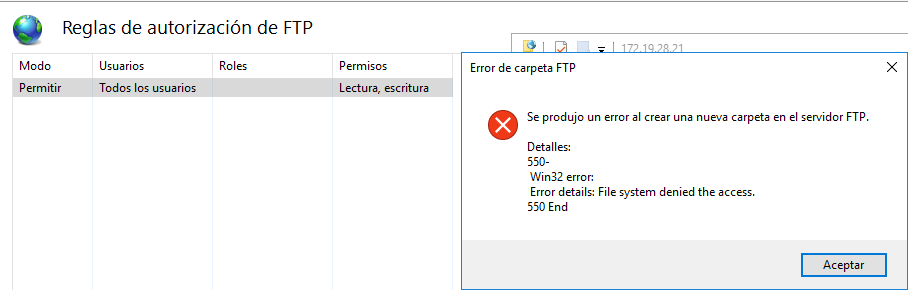 Reglas de autorización de FTP
Modo Usuarios Roles Permisos
Permitir Todos los usuarios Lectura, escritura
172.19.28.21
Error de carpeta FTP
Se produjo un error al crear una nueva carpeta en el servidor FTP.
Detalles:
550-
Win32 error:
Error details: File system denied the access.
550 End
Aceptar